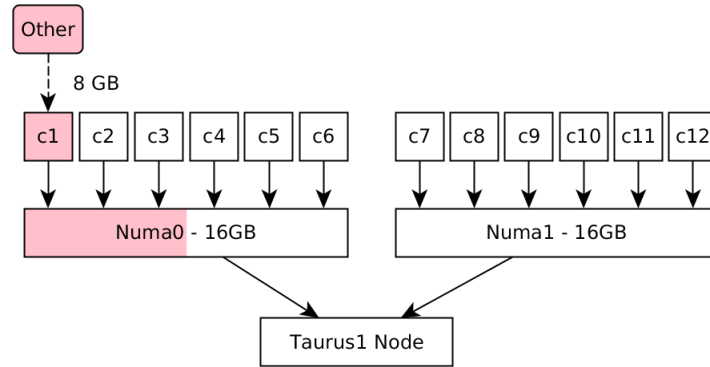 Other
8 GB
c1 c2 c3 c4 c5 c6 c7 c8 c9 c10 c11 c12
Numa0 - 16GB Numa1 - 16GB
Taurus1 Node